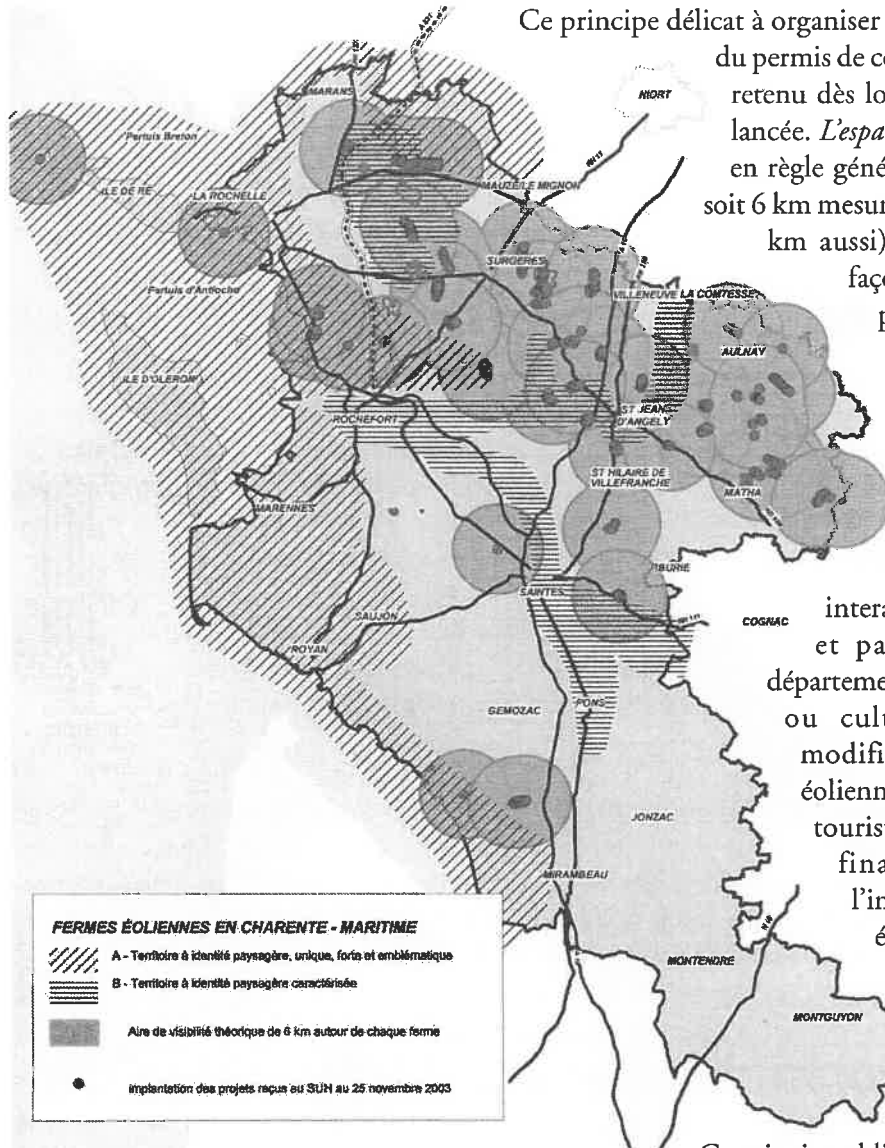 Ce principe délicat à organiser
du permis de
retenu dès
lancée. L'espa
en règle géné
soit 6 km mesur
km aussi)
faç
p
A 831
MARANS
NIORT
Pertuis Breton
ILE DE RÉ
LA ROCHELLE
MAUZE LE MIGNON
SURGERES
Pertuis d'Antioche
VILLENEUVE LA COMTESSE
AULNAY
ILE D'OLERON
ROCHEFORT
ST JEAN
D'ANGELY
ST HILAIRE DE
VILLEFRANCHE
MATHA
MARENNES
BURIE
SAINTES
COGNAC
SAUJON
ROYAN
GEMOZAC
PONS
JONZAC
MIRAMBEAU
MONTENDRE
MONTGUYON
intera
et pa
département
ou cult
modifi
éolienn
tourist
fina
l'in
é
FERMES ÉOLIENNES EN CHARENTE - MARITIME
A - Territoire à identité paysagère, unique, forte et emblématique
B - Territoire à identité paysagère caractérisée
Aire de visibilité théorique de 6 km autour de chaque ferme
implantation des projets reçus au SUH au 25 novembre 2003